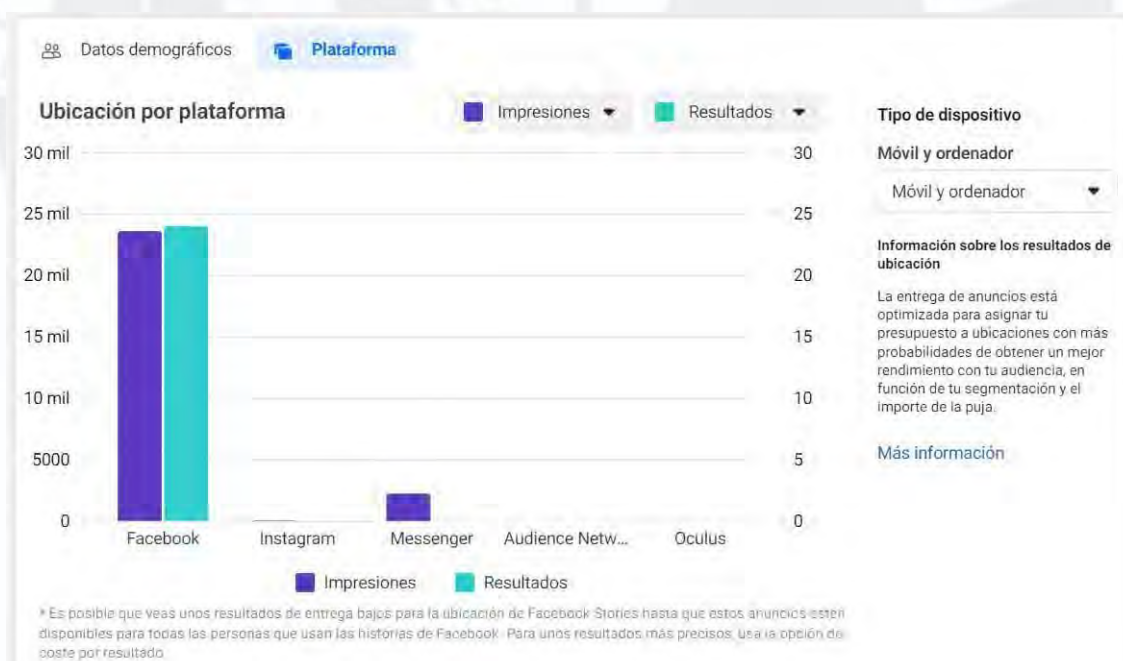 Datos demográficos
Plataforma
Ubicación por plataforma
Impresiones
Resultados
30 mil
30
25 mil
25
20 mil
20
15 mil
15
10 mil
10
5000
5
0
0
Facebook
Instagram
Messenger
Audience Netw...
Oculus
Impresiones
Resultados
* Es posible que veas unos resultados de entrega bajos para la ubicación de Facebook Stories hasta que estos anuncios estén
disponibles para todas las personas que usan las historias de Facebook. Para unos resultados más precisos, usa la opción de
coste por resultado.
Tipo de dispositivo
Móvil y ordenador
Móvil y ordenador
Información sobre los resultados de
ubicación
La entrega de anuncios está
optimizada para asignar tu
presupuesto a ubicaciones con más
probabilidades de obtener un mejor
rendimiento con tu audiencia, en
función de tu segmentación y el
importe de la puja.
Más información